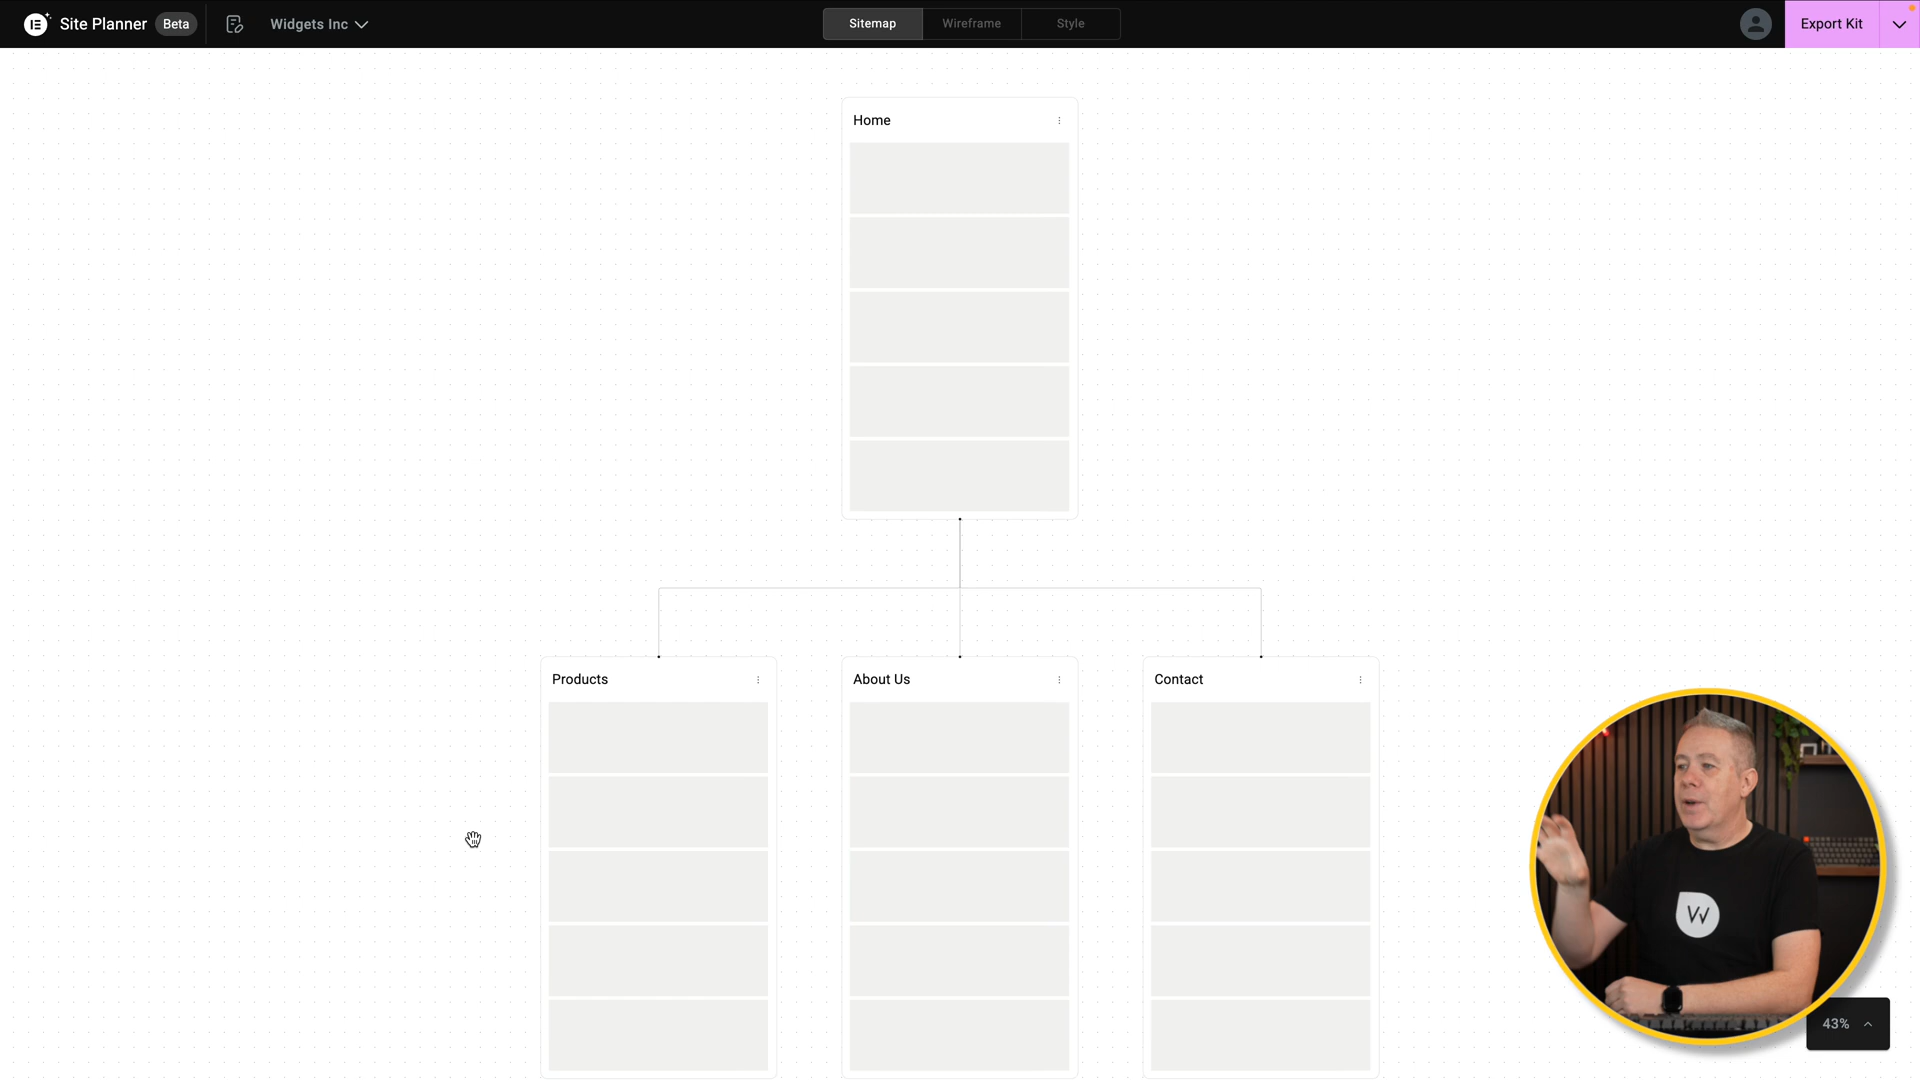 Site Planner Beta
Widgets Inc
Sitemap
Wireframe
Style
Export Kit
Home
Products
About Us
Contact
W
43%